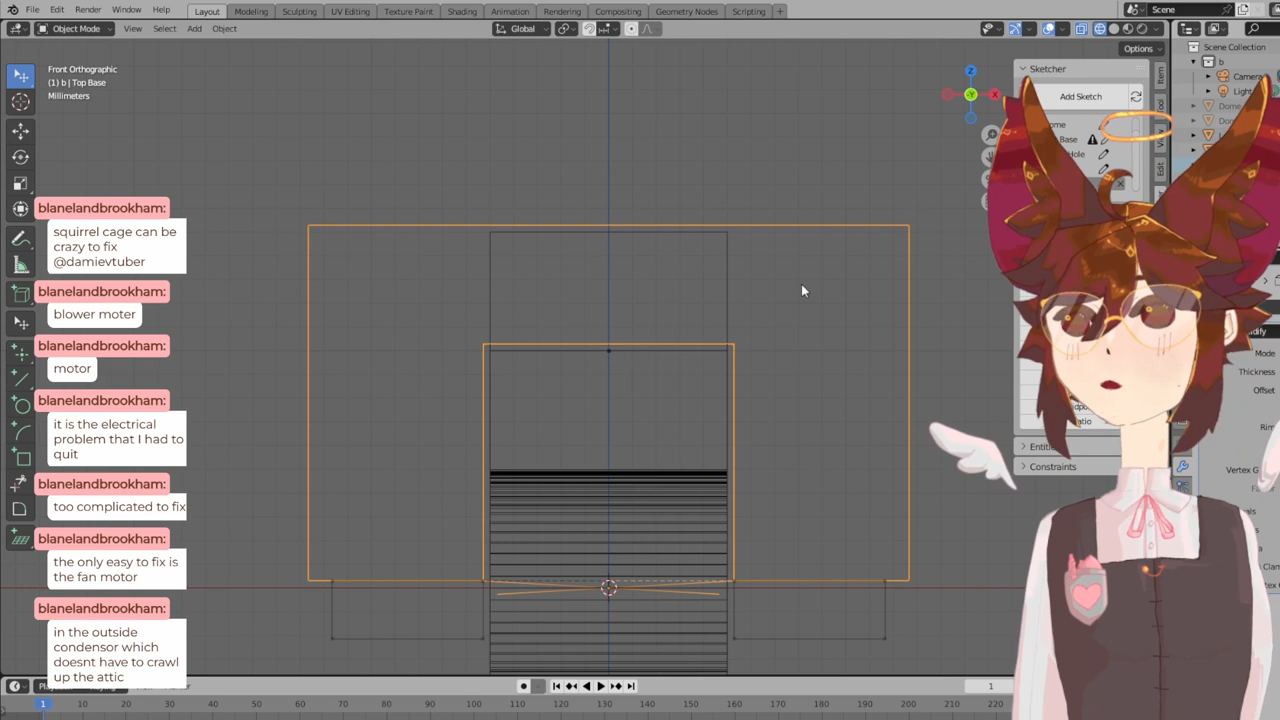 File Edit Render Window Help
Layout Modeling Sculpting UV Editing Texture Paint Shading Animation Rendering Compositing Geometry Nodes Scripting +
Scene
Object Mode View Select Add Object
Global
Options
Front Orthographic
(1) b | Top Base
Millimeters
Z
X
Y
Sketcher
Add Sketch
Base
Hole
Item
View
Edit
Scene Collection
b
Camera
Light
Mode
Thickness
Offset
Vertex G
Constraints
blanelandbrookham:
squirrel cage can be
crazy to fix
@damievtuber
blanelandbrookham:
blower moter
blanelandbrookham:
motor
blanelandbrookham:
it is the electrical
problem that I had to
quit
blanelandbrookham:
too complicated to fix
blanelandbrookham:
the only easy to fix is
the fan motor
blanelandbrookham:
in the outside
condensor which
doesnt have to crawl
up the attic
1
1 10 20 30 40 50 60 70 80 90 100 110 120 130 140 150 160 170 180 190 200 210 220 230